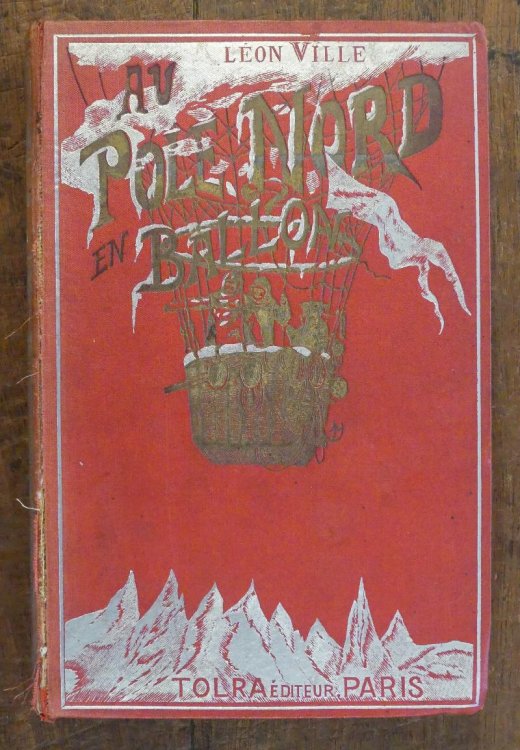 LÉON VILLE
AU
PÔLE NORD
EN BALLONS
TOLRA ÉDITEUR, PARIS